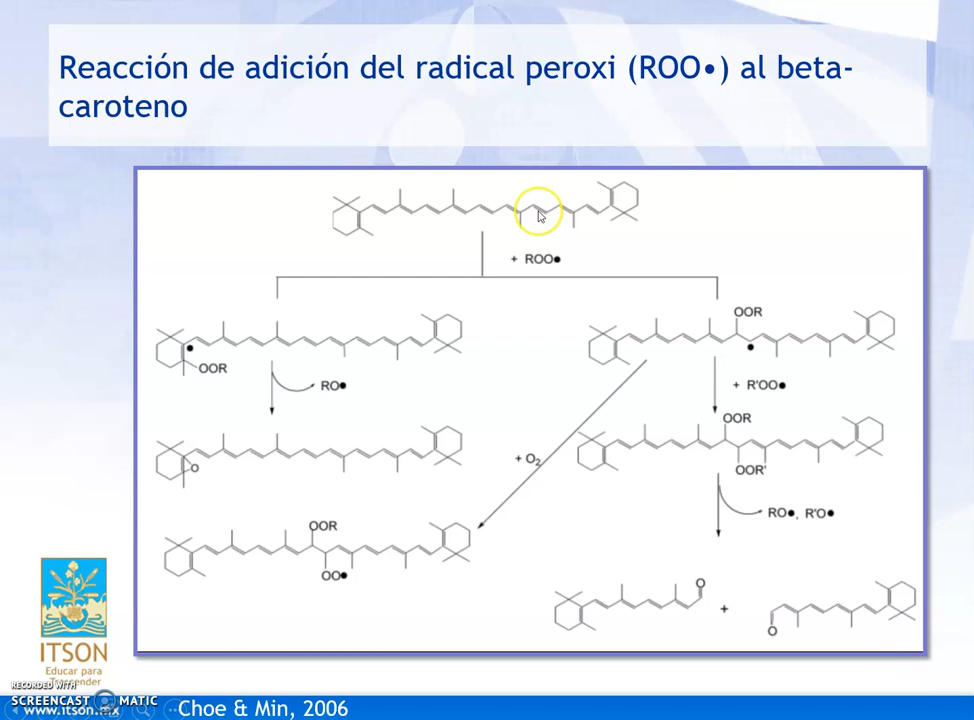 Reacción de adición del radical peroxi (ROO•) al beta-
caroteno
+ ROO•
OOR
OOR
RO•
+ R'OO•
OOR
O
+ O2
OOR'
RO•, R'O•
OOR
OO•
O
+
O
ITSON
Educar para
Trascender
RECORDED WITH
SCREENCAST MATIC
www.itson.mx
Choe & Min, 2006